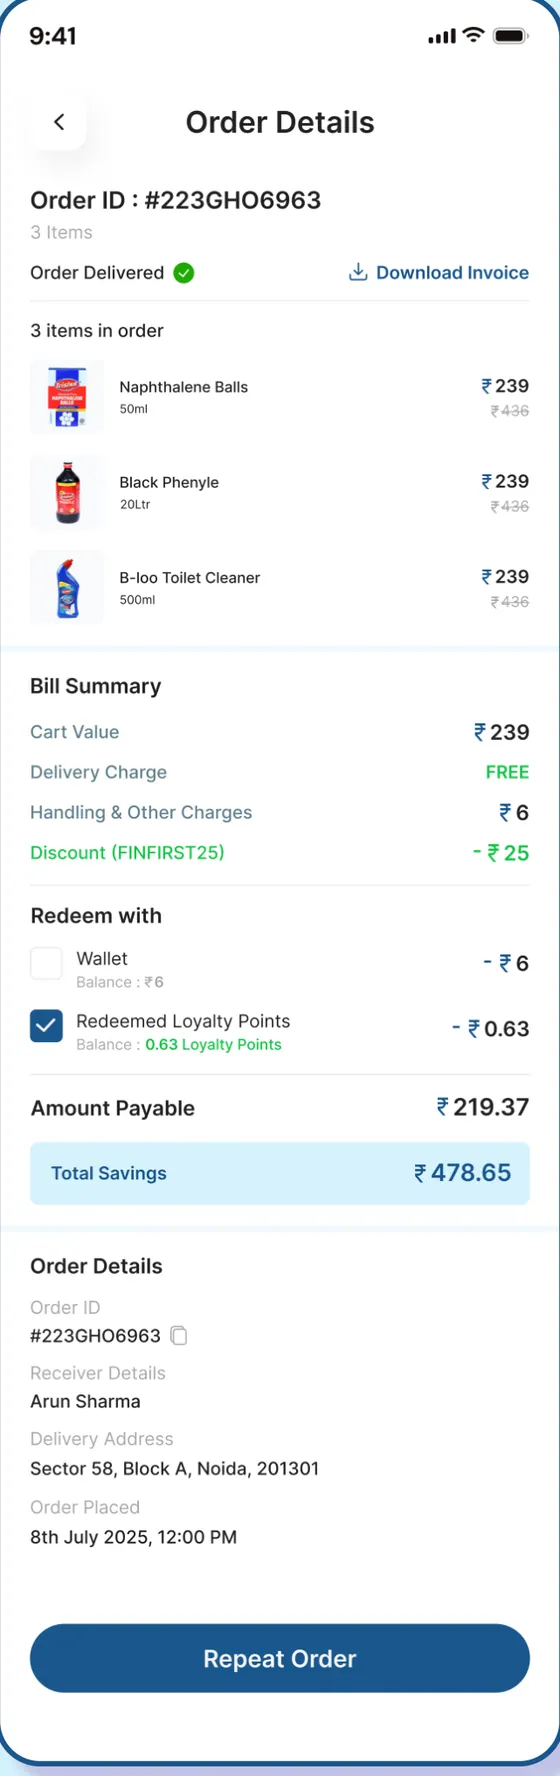 9:41
Order Details
Order ID : #223GHO6963
3 Items
Order Delivered
Download Invoice
3 items in order
Naphthalene Balls
₹239
50ml
₹436
NAPHTHALENE
BALLS
Black Phenyle
₹239
20Ltr
₹436
B-loo Toilet Cleaner
₹239
500ml
₹436
Bill Summary
Cart Value
₹239
Delivery Charge
FREE
Handling & Other Charges
₹6
Discount (FINFIRST25)
- ₹25
Redeem with
Wallet
- ₹6
Balance : ₹6
Redeemed Loyalty Points
- ₹0.63
Balance : 0.63 Loyalty Points
Amount Payable
₹219.37
Total Savings
₹478.65
Order Details
Order ID
#223GHO6963
Receiver Details
Arun Sharma
Delivery Address
Sector 58, Block A, Noida, 201301
Order Placed
8th July 2025, 12:00 PM
Repeat Order